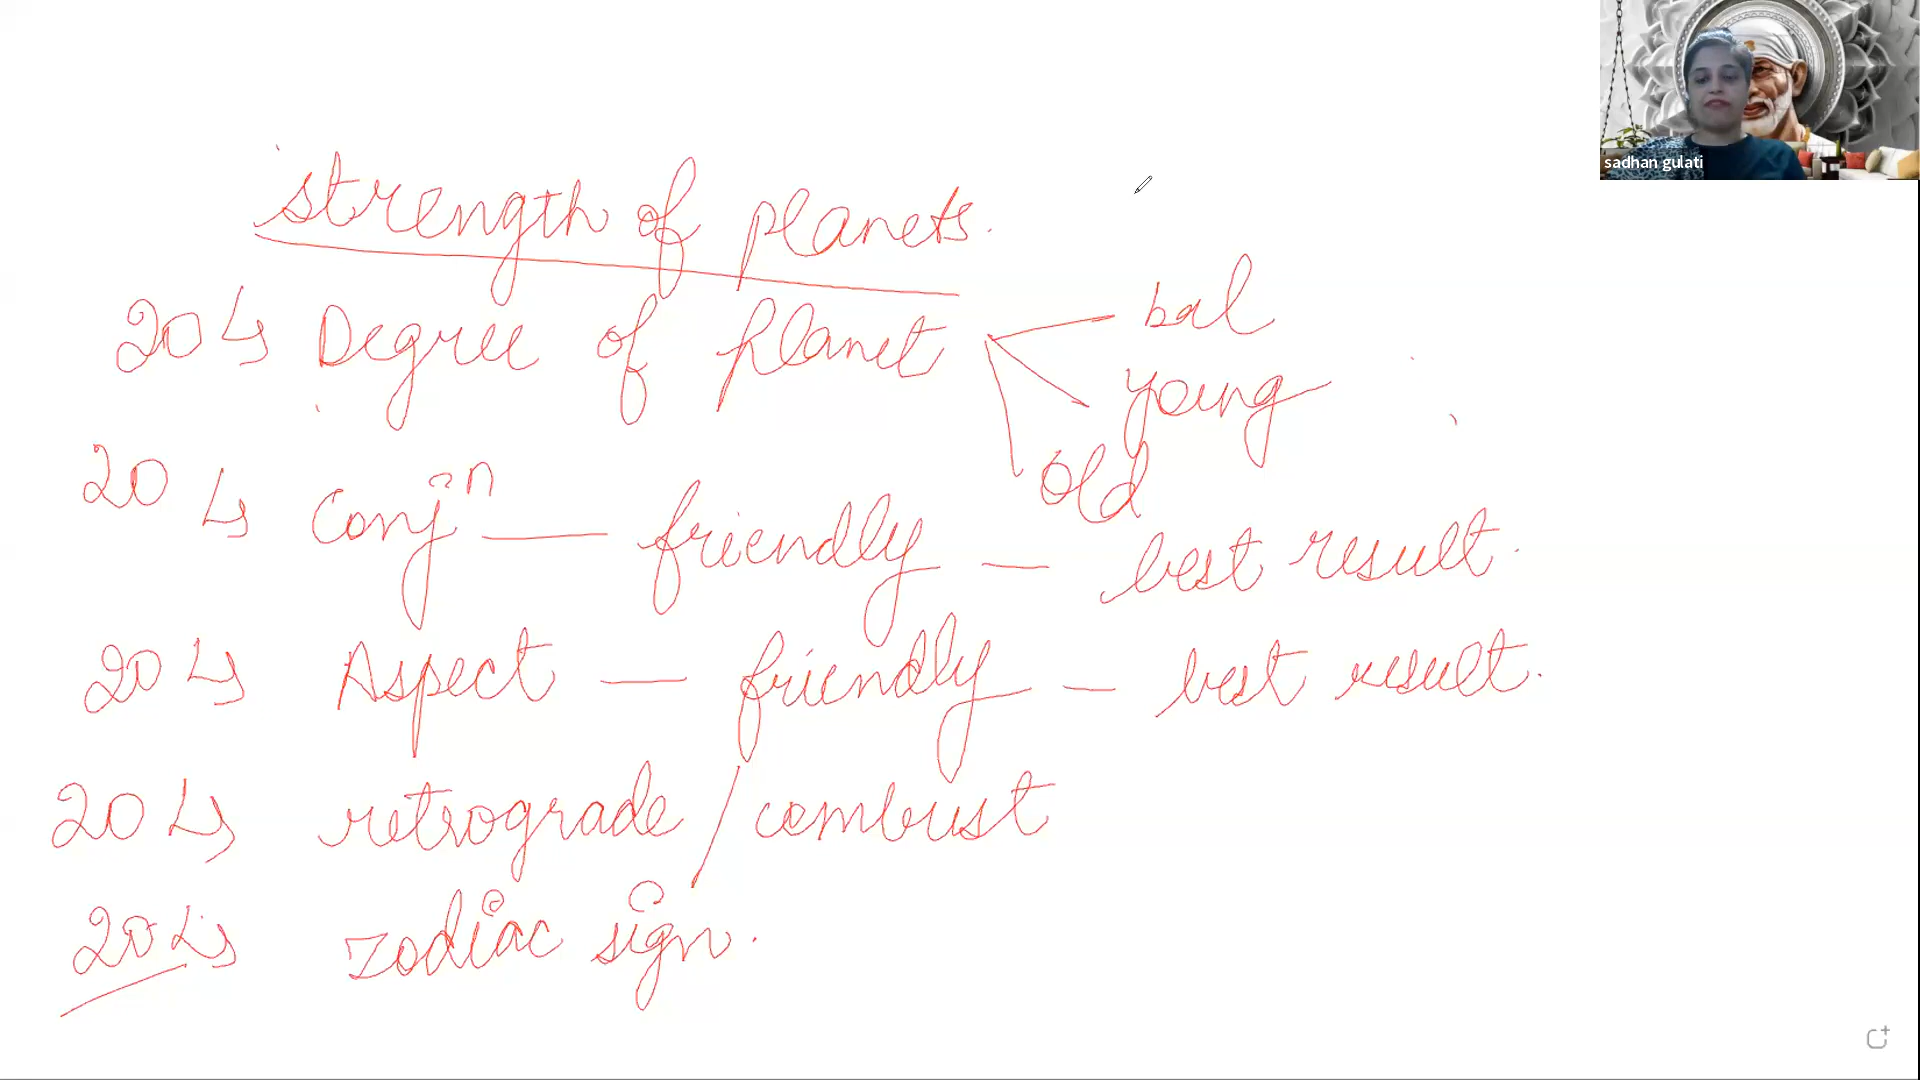 sadhan gulati
strength of planets.
20 ↳ Degree of planet
bal
young
old
20 ↳ Conjⁿ — friendly — best result.
20 ↳ Aspect — friendly — best result.
20 ↳ retrograde / combust
20 ↳ zodiac sign.